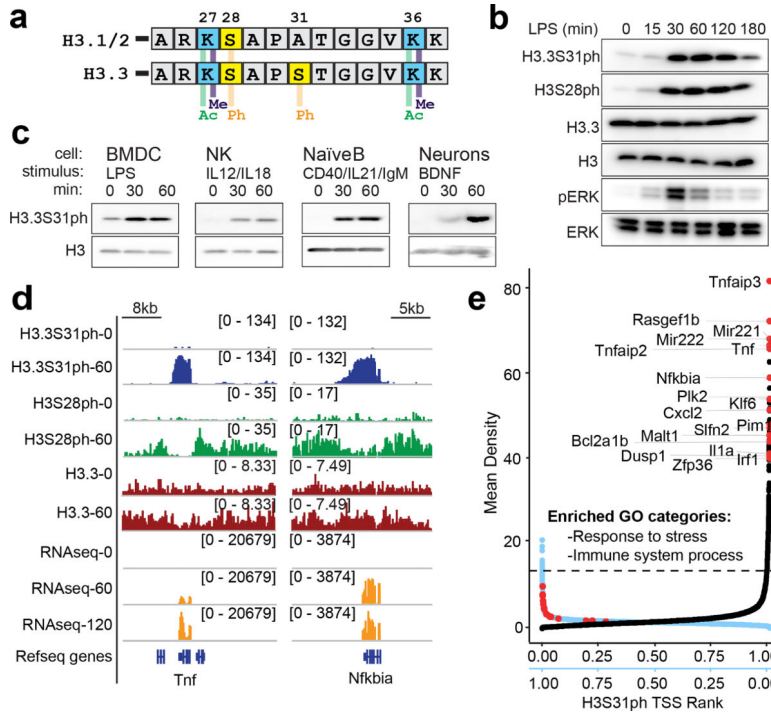 a
27 28 31 36
H3.1/2 A R K S A P A T G G V K K
H3.3 A R K S A P S T G G V K K
Me Me
Ac Ph Ph Ac
b
LPS (min) 0 15 30 60 120 180
H3.3S31ph
H3S28ph
H3.3
H3
pERK
ERK
c
cell: BMDC NK NaïveB Neurons
stimulus: LPS IL12/IL18 CD40/IL21/IgM BDNF
min: 0 30 60 0 30 60 0 30 60 0 30 60
H3.3S31ph
H3
d
8kb 5kb
H3.3S31ph-0 [0 - 134) [0 - 132)
H3.3S31ph-60 [0 - 134) [0 - 132)
H3S28ph-0 [0 - 35) [0 - 17]
H3S28ph-60 [0 - 35) [0 - 17]
H3.3-0 [0 - 8.33) [0 - 7.49]
H3.3-60 [0 - 8.33) [0 - 7.49]
RNAseq-0 [0 - 20679) [0 - 3874]
RNAseq-60 [0 - 20679) [0 - 3874]
RNAseq-120 [0 - 20679) [0 - 3874]
Refseq genes
Tnf Nfkbia
e
80
60
40
20
0
Mean Density
Tnfaip3
Rasgef1b
Mir221
Mir222
Tnfaip2 Tnf
Nfkbia
Plk2
Klf6
Cxcl2
Slfn2 Pim1
Malt1
Bcl2a1b
Il1a
Dusp1 Irf1
Zfp36
Enriched GO categories:
-Response to stress
-Immune system process
0.00 0.25 0.50 0.75 1.0
1.00 0.75 0.50 0.25 0.0
H3S31ph TSS Rank